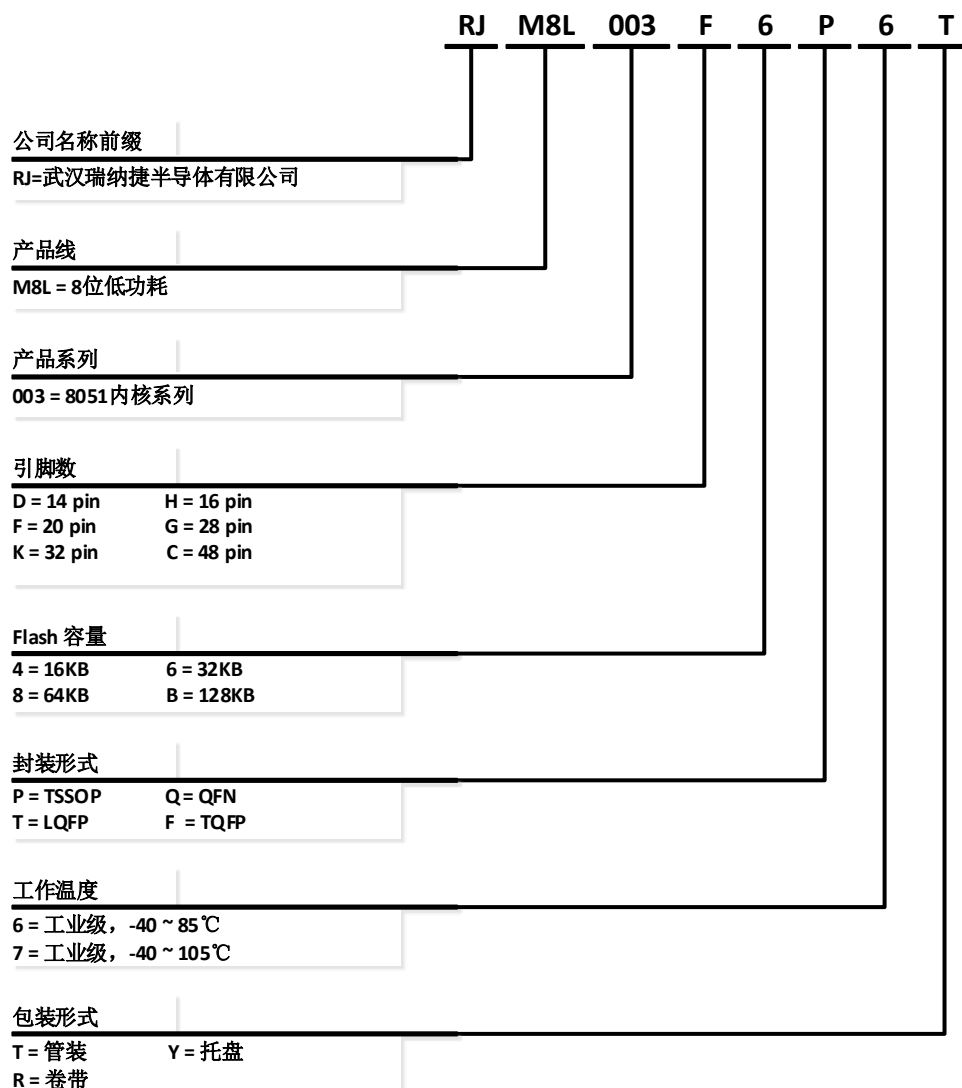 RJ M8L 003 F 6 P 6 T
公司名称前缀
RJ=武汉瑞纳捷半导体有限公司
产品线
M8L = 8位低功耗
产品系列
003 = 8051内核系列
引脚数
D = 14 pin H = 16 pin
F = 20 pin G = 28 pin
K = 32 pin C = 48 pin
Flash 容量
4 = 16KB 6 = 32KB
8 = 64KB B = 128KB
封装形式
P = TSSOP Q = QFN
T = LQFP F = TQFP
工作温度
6 = 工业级，-40 ~ 85℃
7 = 工业级，-40 ~ 105℃
包装形式
T = 管装 Y = 托盘
R = 卷带